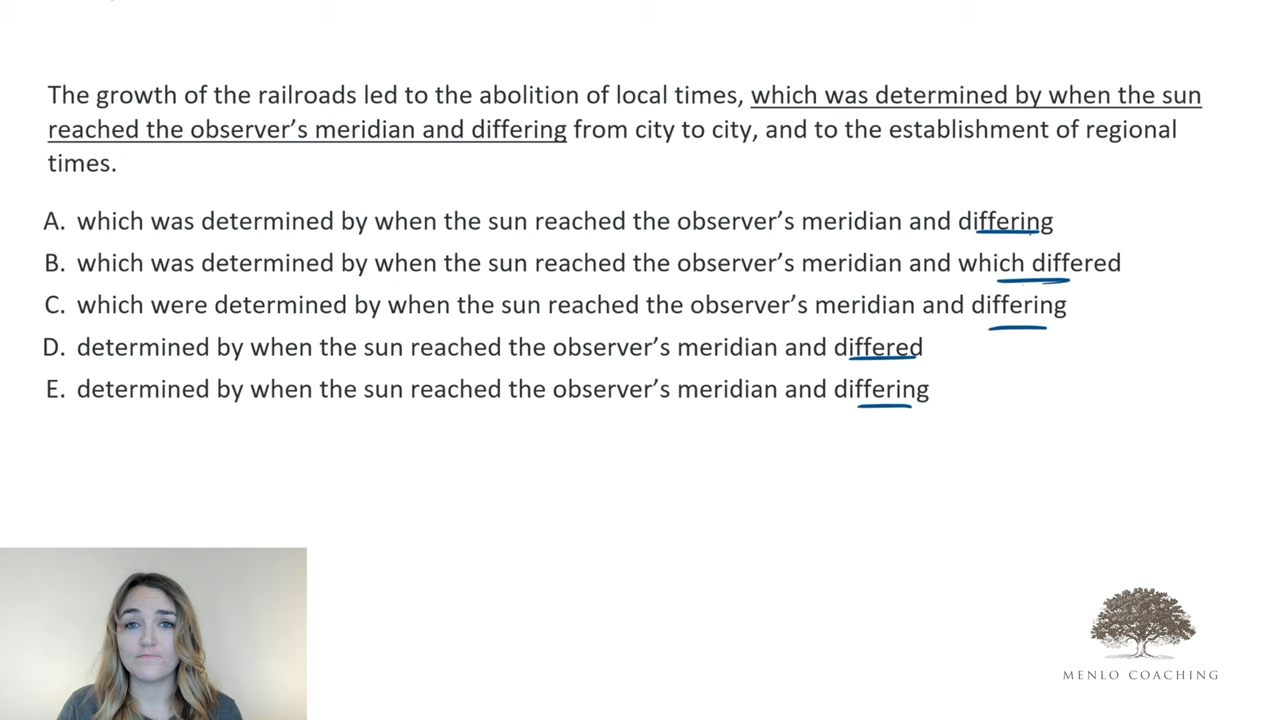 The growth of the railroads led to the abolition of local times, which was determined by when the sun
reached the observer’s meridian and differing from city to city, and to the establishment of regional
times.
A. which was determined by when the sun reached the observer’s meridian and differing
B. which was determined by when the sun reached the observer’s meridian and which differed
C. which were determined by when the sun reached the observer’s meridian and differing
D. determined by when the sun reached the observer’s meridian and differed
E. determined by when the sun reached the observer’s meridian and differing
MENLO COACHING